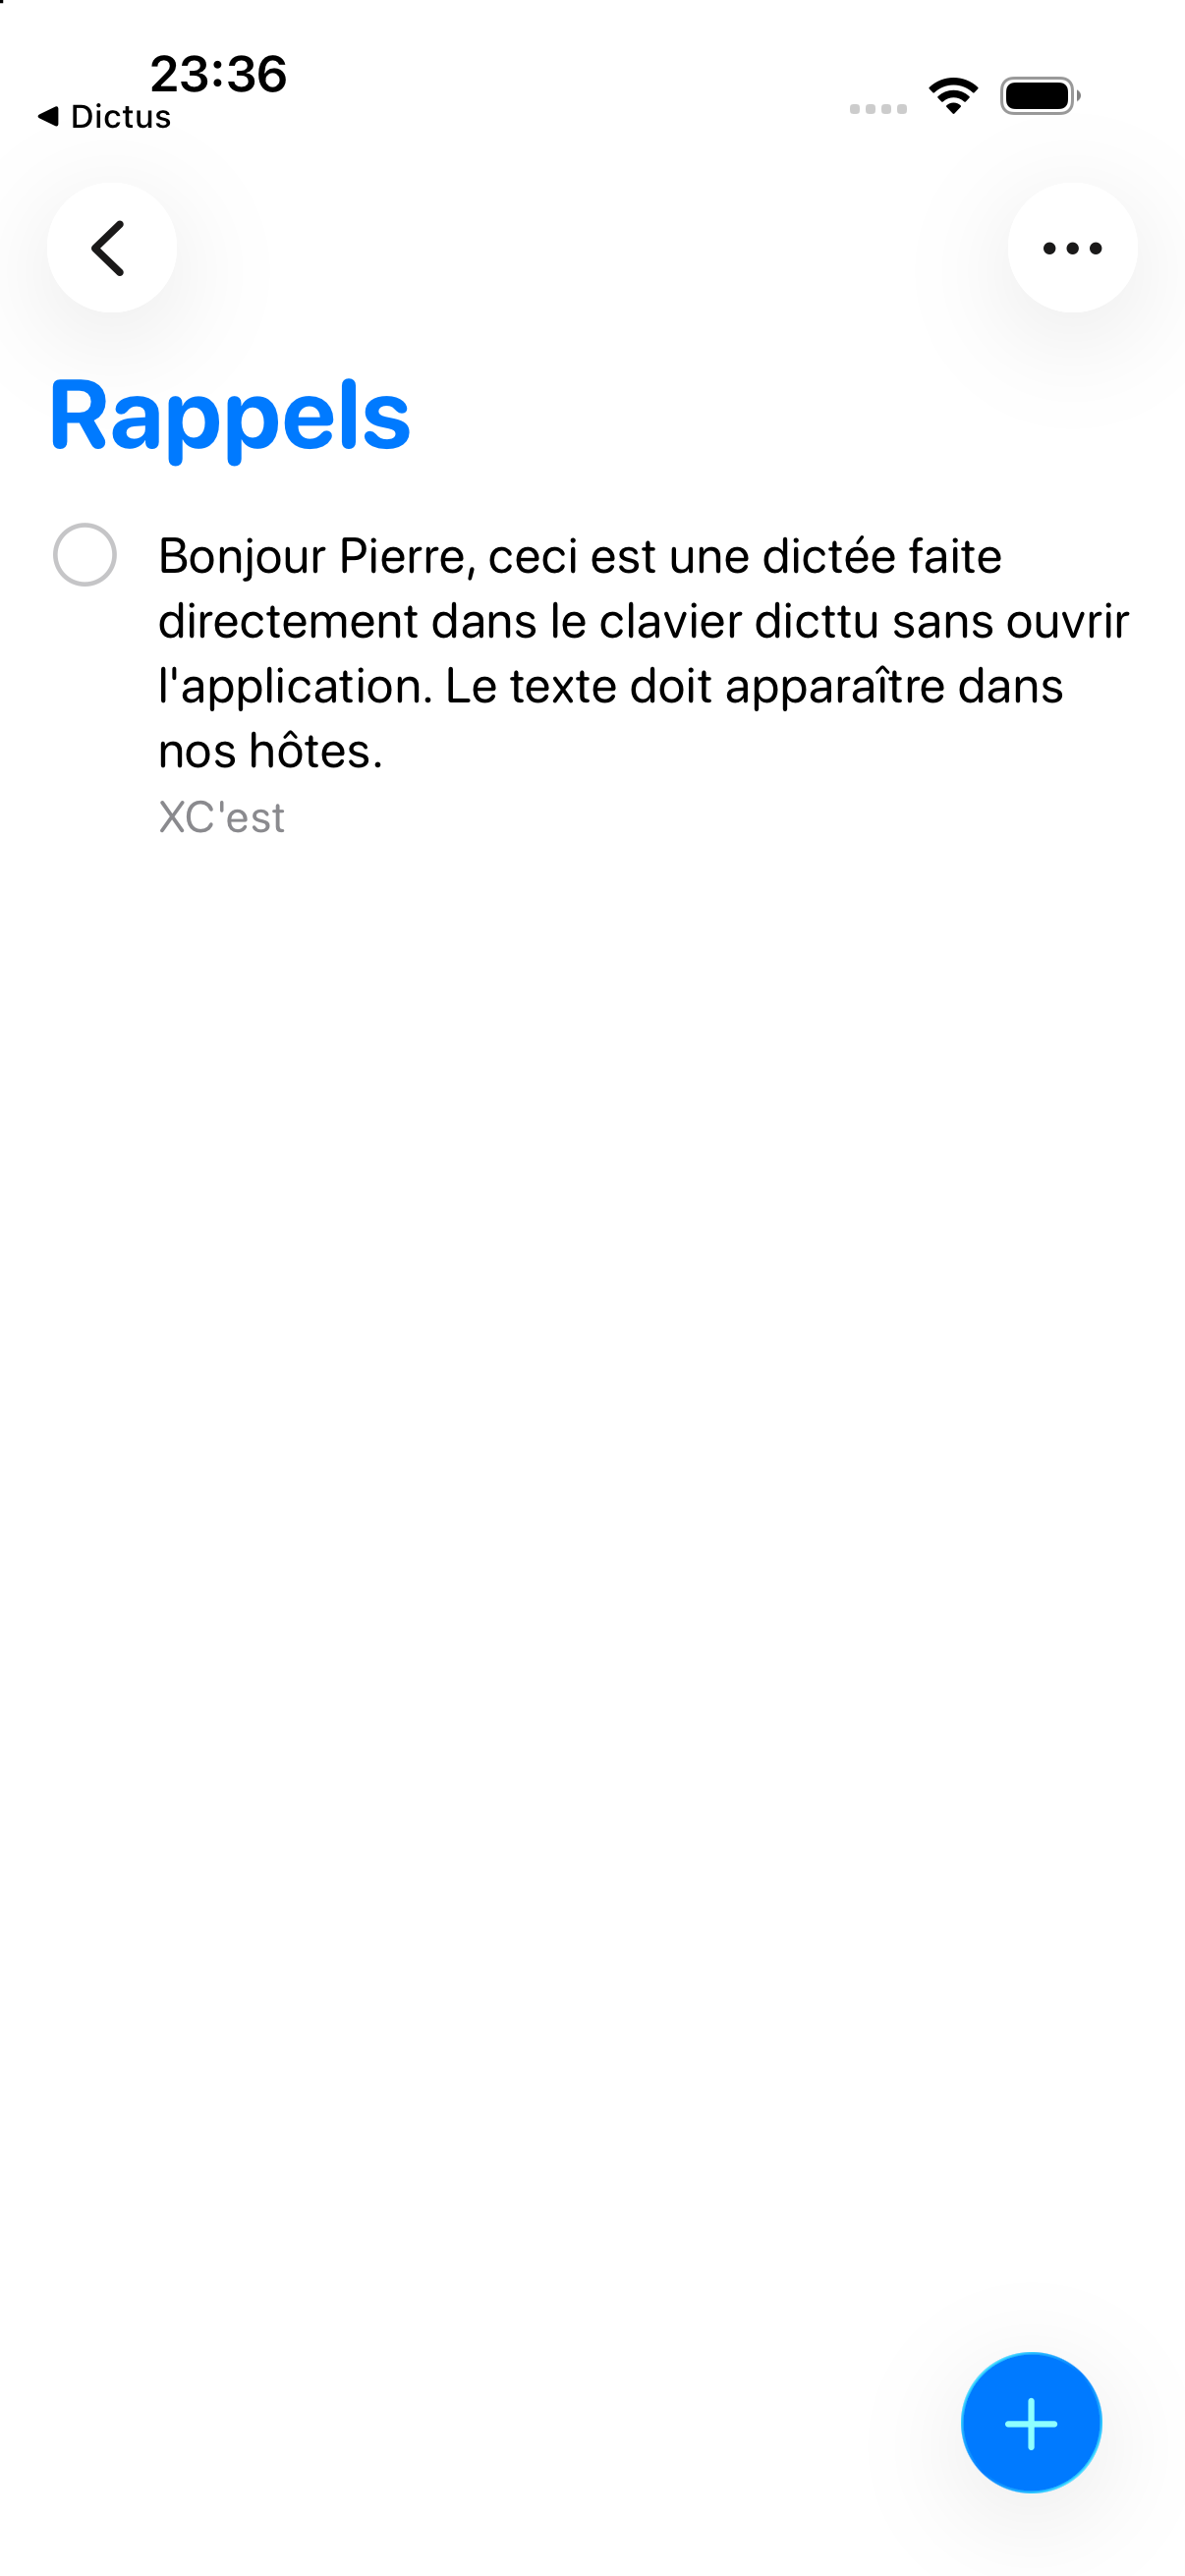 23:36
Dictus
Rappels
Bonjour Pierre, ceci est une dictée faite
directement dans le clavier dicttu sans ouvrir
l'application. Le texte doit apparaître dans
nos hôtes.
XC'est